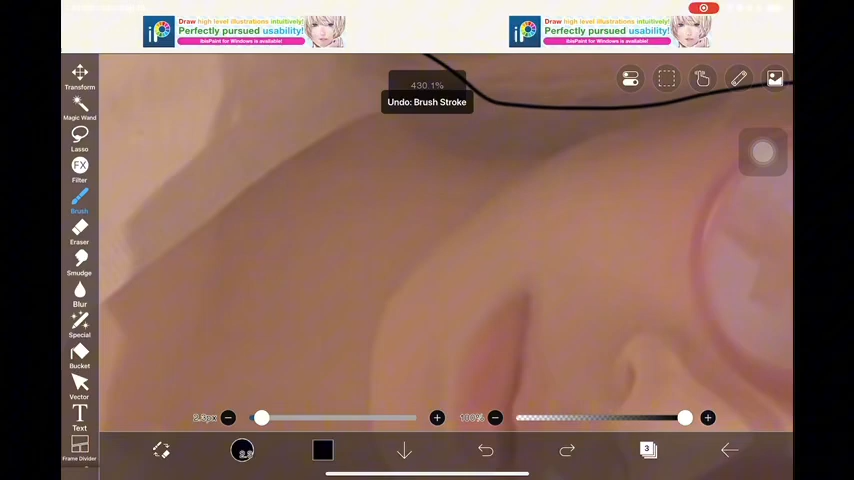 Draw high level illustrations intuitively!
Perfectly pursued usability!
ibisPaint for Windows is available!
Draw high level illustrations intuitively!
Perfectly pursued usability!
ibisPaint for Windows is available!
430.1%
Undo: Brush Stroke
Transform
Magic Wand
Lasso
FX
Filter
Brush
Eraser
Smudge
Blur
Special
Bucket
Vector
T
Text
Frame Divider
2.3px
100%
3